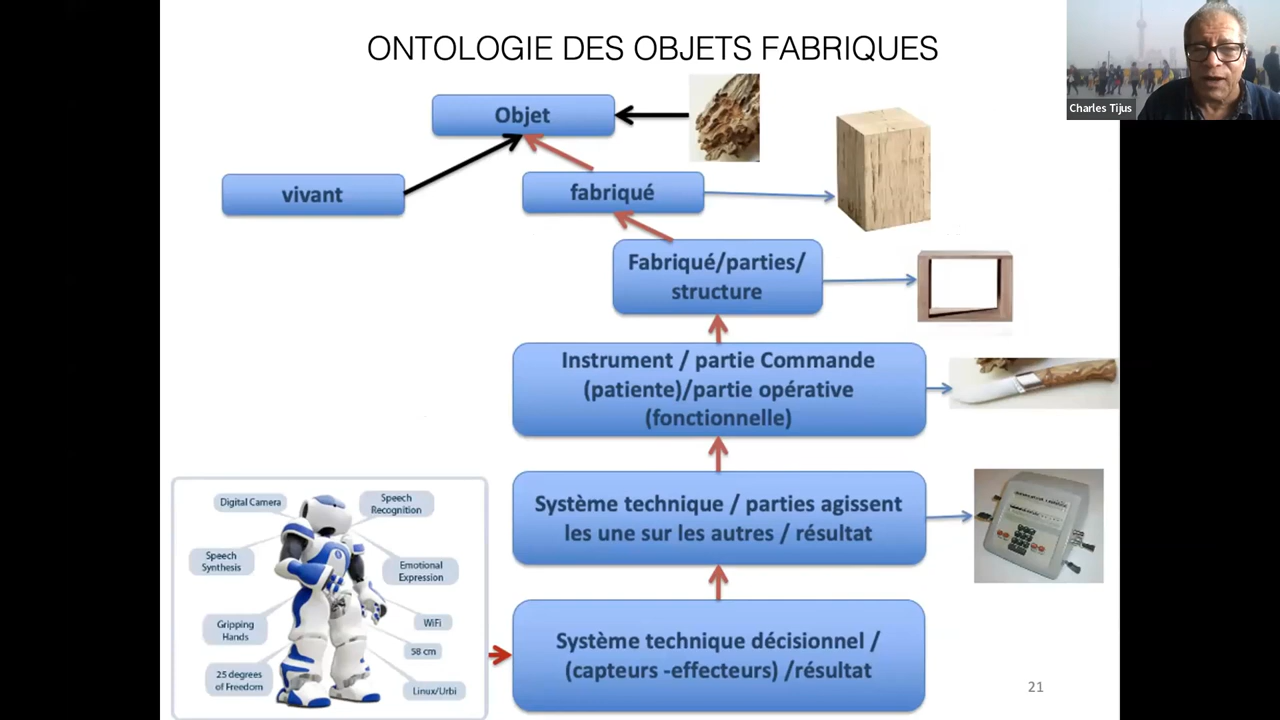 ONTOLOGIE DES OBJETS FABRIQUES
Charles Tijus
Objet
vivant
fabriqué
Fabriqué/parties/
structure
Instrument / partie Commande
(patiente)/partie opérative
(fonctionnelle)
Système technique / parties agissent
les une sur les autres / résultat
Système technique décisionnel /
(capteurs -effecteurs) /résultat
Digital Camera
Speech
Recognition
Speech
Synthesis
Emotional
Expression
Gripping
Hands
WiFi
58 cm
25 degrees
of Freedom
Linux/Urbi
21